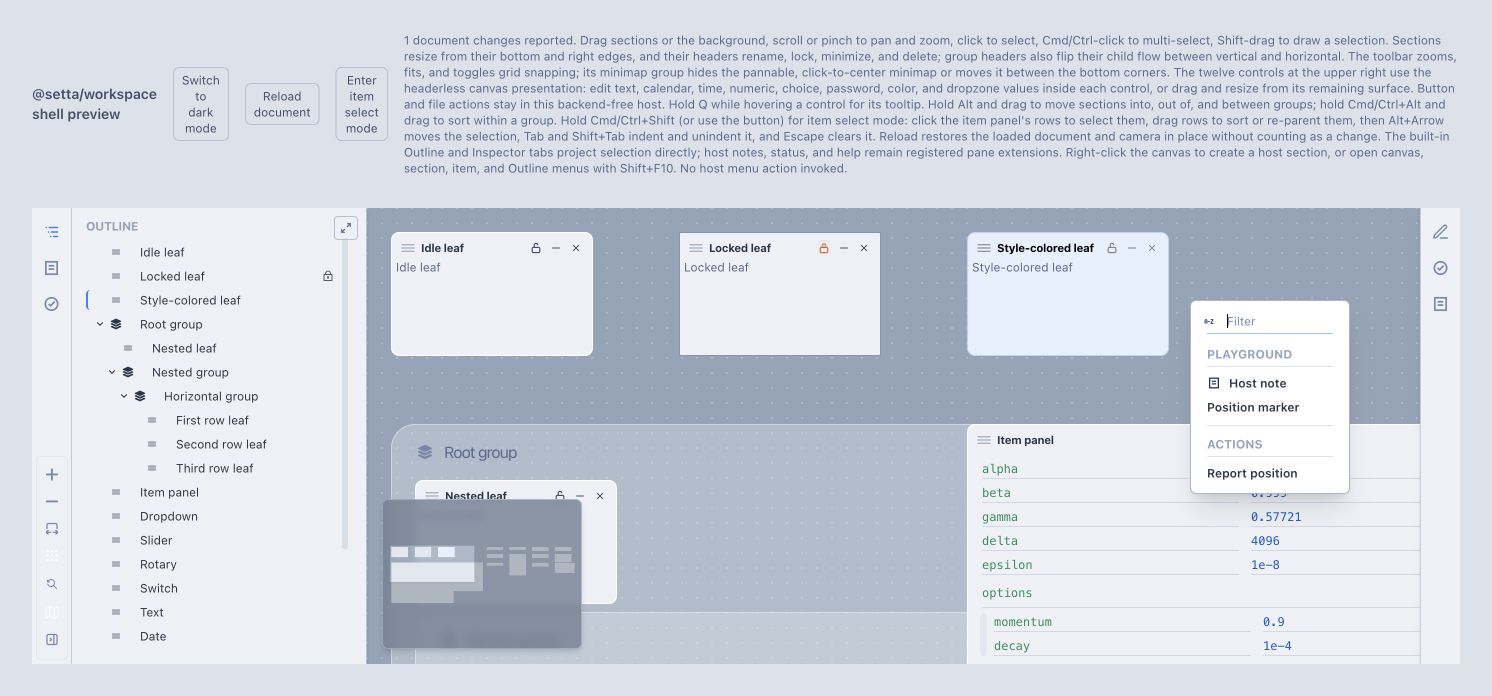 @setta/workspace
shell preview
Switch
to
dark
mode
Reload
document
Enter
item
select
mode
1 document changes reported. Drag sections or the background, scroll or pinch to pan and zoom, click to select, Cmd/Ctrl-click to multi-select, Shift-drag to draw a selection. Sections
resize from their bottom and right edges, and their headers rename, lock, minimize, and delete; group headers also flip their child flow between vertical and horizontal. The toolbar zooms,
fits, and toggles grid snapping; its minimap group hides the pannable, click-to-center minimap or moves it between the bottom corners. The twelve controls at the upper right use the
headerless canvas presentation: edit text, calendar, time, numeric, choice, password, color, and dropzone values inside each control, or drag and resize from its remaining surface. Button
and file actions stay in this backend-free host. Hold Q while hovering a control for its tooltip. Hold Alt and drag to move sections into, out of, and between groups; hold Cmd/Ctrl+Alt and
drag to sort within a group. Hold Cmd/Ctrl+Shift (or use the button) for item select mode: click the item panel's rows to select them, drag rows to sort or re-parent them, then Alt+Arrow
moves the selection, Tab and Shift+Tab indent and unindent it, and Escape clears it. Reload restores the loaded document and camera in place without counting as a change. The built-in
Outline and Inspector tabs project selection directly; host notes, status, and help remain registered pane extensions. Right-click the canvas to create a host section, or open canvas,
section, item, and Outline menus with Shift+F10. No host menu action invoked.
OUTLINE
Idle leaf
Locked leaf
Style-colored leaf
Root group
Nested leaf
Nested group
Horizontal group
First row leaf
Second row leaf
Third row leaf
Item panel
Dropdown
Slider
Rotary
Switch
Text
Date
Idle leaf
Idle leaf
Locked leaf
Locked leaf
Style-colored leaf
Style-colored leaf
Root group
Nested leaf
Item panel
alpha
beta
gamma 0.57721
delta 4096
epsilon 1e-8
options
momentum 0.9
decay 1e-4
A-Z Filter
PLAYGROUND
Host note
Position marker
ACTIONS
Report position